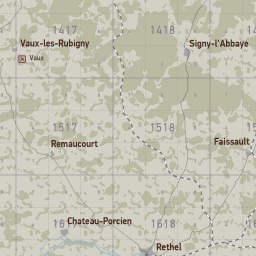 1417
1418
Vaux-les-Rubigny
Signy-l'Abbaye
Vaux
1517
1518
Remaucourt
Faissault
Chateau-Porcien
1618
Rethel